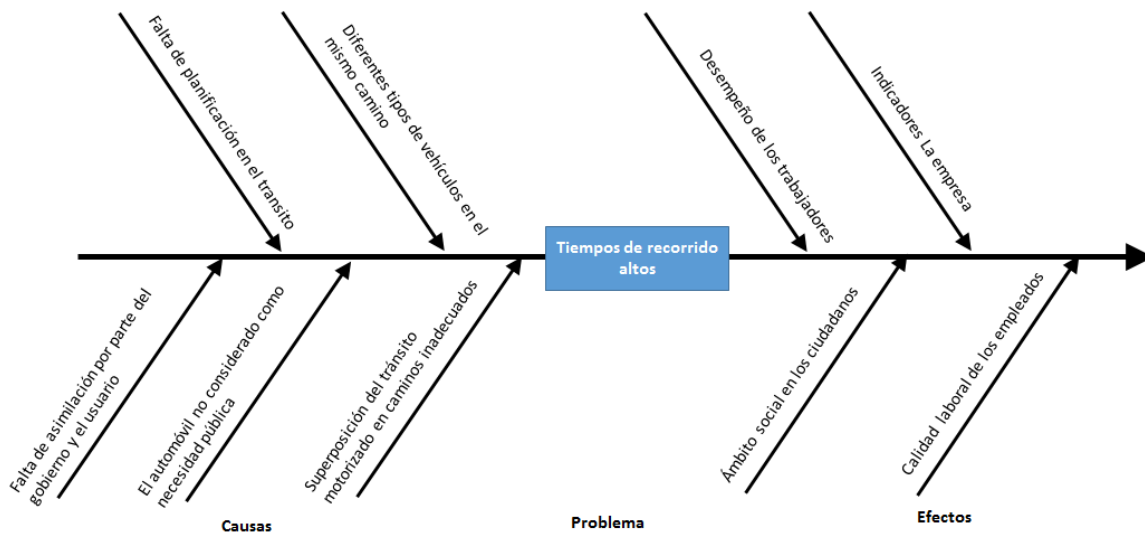 Falta de planificación en el transito
Diferentes tipos de vehículos en el
mismo camino
Desempeño de los trabajadores
Indicadores La empresa
Tiempos de recorrido
altos
Falta de asimilación por parte del
gobierno y el usuario
El automóvil no considerado como
necesidad pública
Superposición del tránsito
motorizado en caminos inadecuados
Ámbito social en los ciudadanos
Calidad laboral de los empleados
Causas
Problema
Efectos